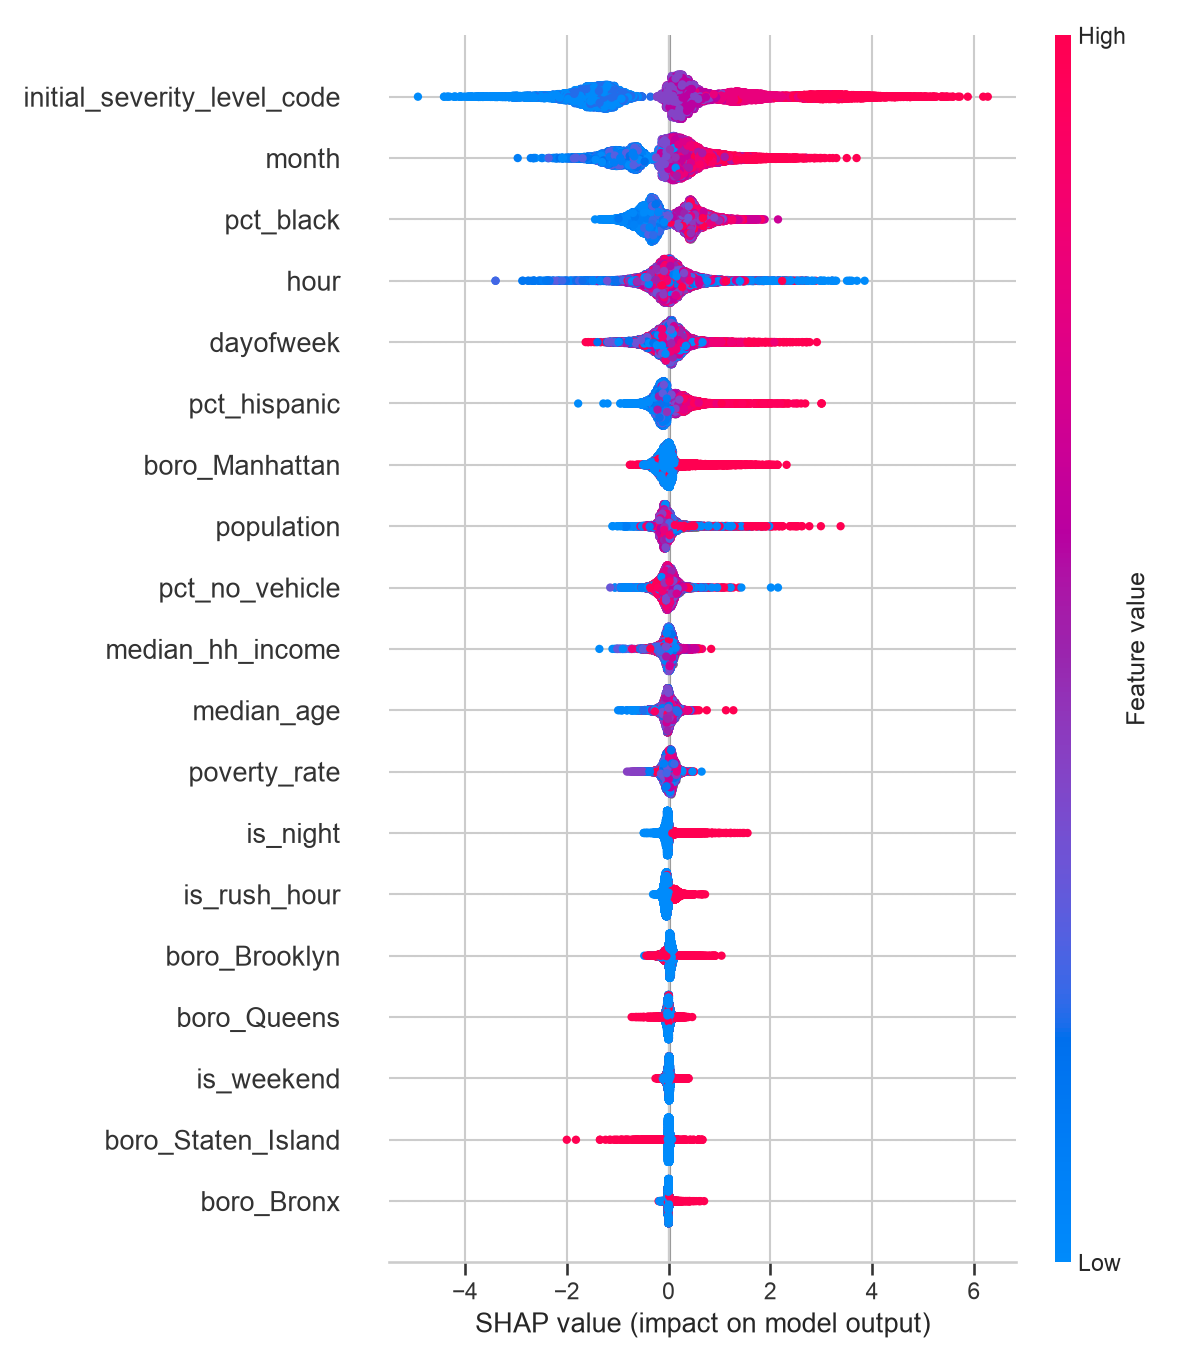 High
initial_severity_level_code
month
pct_black
hour
dayofweek
pct_hispanic
boro_Manhattan
population
pct_no_vehicle
median_hh_income
median_age
poverty_rate
is_night
is_rush_hour
boro_Brooklyn
boro_Queens
is_weekend
boro_Staten_Island
boro_Bronx
Feature value
Low
−4 −2 0 2 4 6
SHAP value (impact on model output)